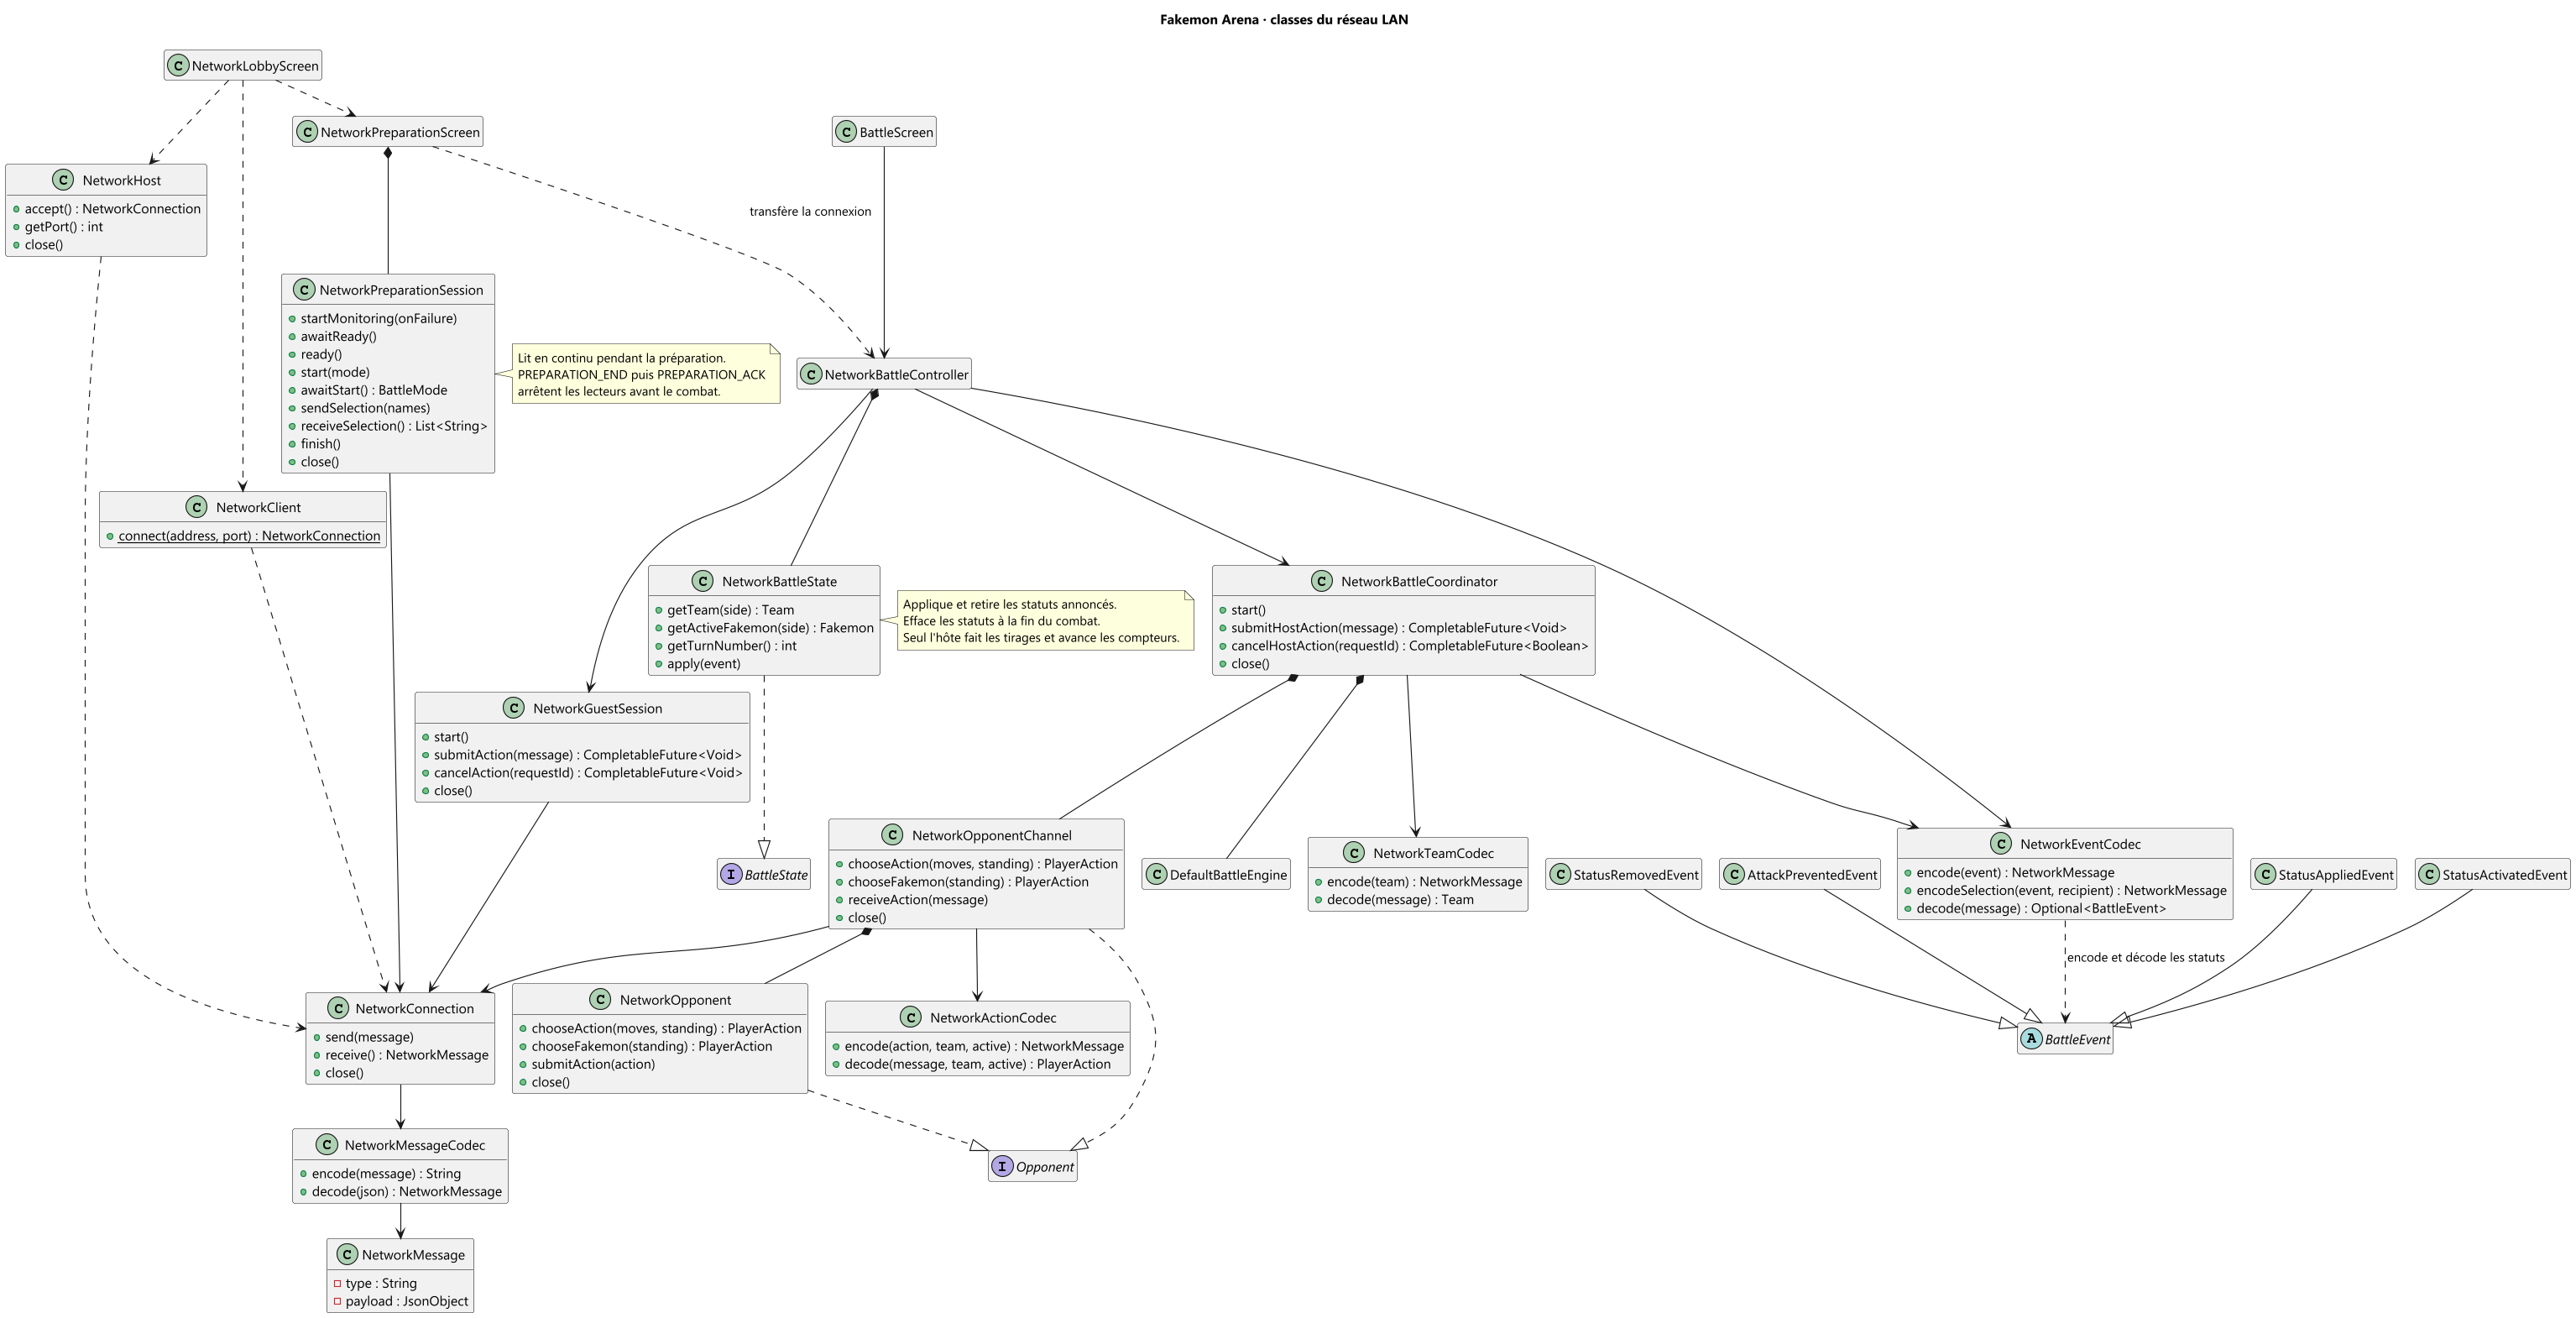 Fakemon Arena · classes du réseau LAN
C NetworkLobbyScreen
C NetworkPreparationScreen
C BattleScreen
C NetworkHost
accept() : NetworkConnection
getPort() : int
close()
transfère la connexion
C NetworkPreparationSession
startMonitoring(onFailure)
awaitReady()
ready()
start(mode)
awaitStart() : BattleMode
sendSelection(names)
receiveSelection() : List<String>
finish()
close()
Lit en continu pendant la préparation.
PREPARATION_END puis PREPARATION_ACK
arrêtent les lecteurs avant le combat.
C NetworkBattleController
C NetworkClient
connect(address, port) : NetworkConnection
C NetworkBattleState
getTeam(side) : Team
getActiveFakemon(side) : Fakemon
getTurnNumber() : int
apply(event)
Applique et retire les statuts annoncés.
Efface les statuts à la fin du combat.
Seul l'hôte fait les tirages et avance les compteurs.
C NetworkBattleCoordinator
start()
submitHostAction(message) : CompletableFuture<Void>
cancelHostAction(requestId) : CompletableFuture<Boolean>
close()
C NetworkGuestSession
start()
submitAction(message) : CompletableFuture<Void>
cancelAction(requestId) : CompletableFuture<Void>
close()
I BattleState
C NetworkOpponentChannel
chooseAction(moves, standing) : PlayerAction
chooseFakemon(standing) : PlayerAction
receiveAction(message)
close()
C DefaultBattleEngine
C NetworkTeamCodec
encode(team) : NetworkMessage
decode(message) : Team
C StatusRemovedEvent
C AttackPreventedEvent
C NetworkEventCodec
encode(event) : NetworkMessage
encodeSelection(event, recipient) : NetworkMessage
decode(message) : Optional<BattleEvent>
C StatusAppliedEvent
C StatusActivatedEvent
encode et décode les statuts
C NetworkConnection
send(message)
receive() : NetworkMessage
close()
C NetworkOpponent
chooseAction(moves, standing) : PlayerAction
chooseFakemon(standing) : PlayerAction
submitAction(action)
close()
C NetworkActionCodec
encode(action, team, active) : NetworkMessage
decode(message, team, active) : PlayerAction
A BattleEvent
C NetworkMessageCodec
encode(message) : String
decode(json) : NetworkMessage
I Opponent
C NetworkMessage
type : String
payload : JsonObject